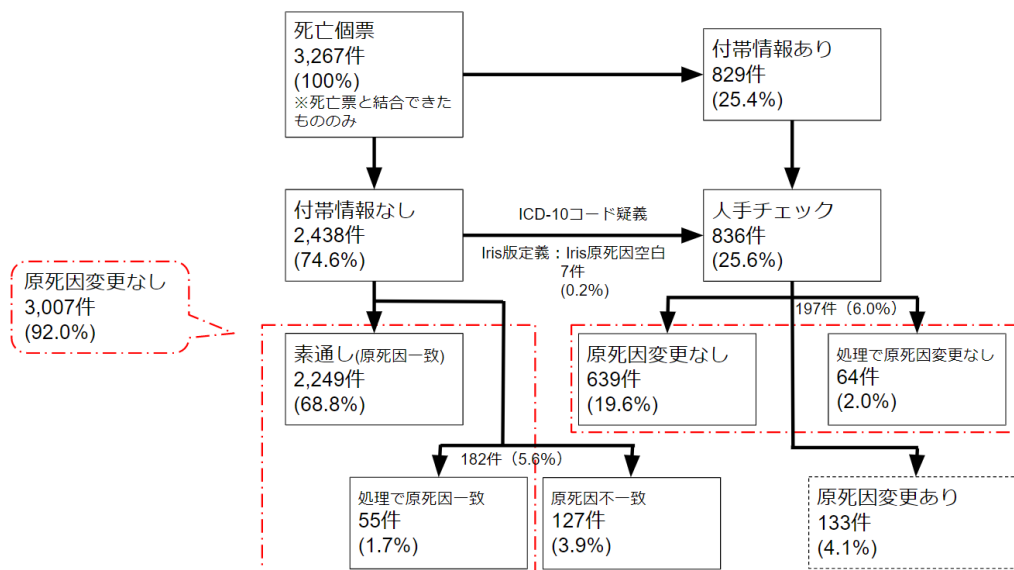 死亡個票
3,267件
(100%)
※死亡票と結合できた
もののみ
付帯情報あり
829件
(25.4%)
付帯情報なし
2,438件
(74.6%)
ICD-10コード疑義
Iris版定義：Iris原死因空白
7件
(0.2%)
人手チェック
836件
(25.6%)
原死因変更なし
3,007件
(92.0%)
197件（6.0%）
素通し(原死因一致)
2,249件
(68.8%)
原死因変更なし
639件
(19.6%)
処理で原死因変更なし
64件
(2.0%)
182件（5.6%）
処理で原死因一致
55件
(1.7%)
原死因不一致
127件
(3.9%)
原死因変更あり
133件
(4.1%)